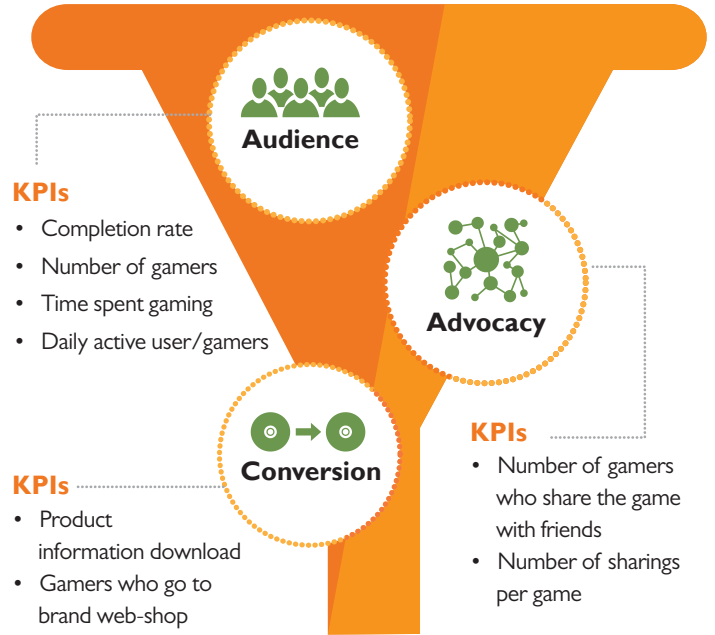 Audience
KPIs
• Completion rate
• Number of gamers
• Time spent gaming
• Daily active user/gamers
Advocacy
KPIs
• Number of gamers
who share the game
with friends
• Number of sharings
per game
Conversion
KPIs
• Product
information download
• Gamers who go to
brand web-shop